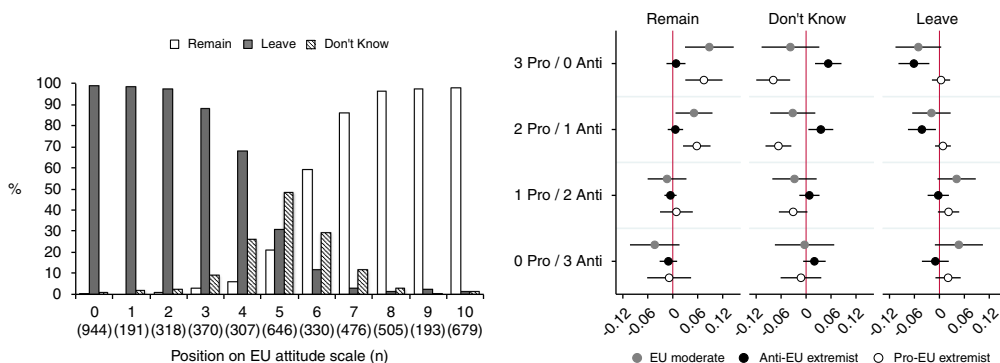 Remain Leave Don't Know
100
90
80
70
60
50
40
30
20
10
0
%
0 1 2 3 4 5 6 7 8 9 10
(944) (191) (318) (370) (307) (646) (330) (476) (505) (193) (679)
Position on EU attitude scale (n)
Remain Don't Know Leave
3 Pro / 0 Anti
2 Pro / 1 Anti
1 Pro / 2 Anti
0 Pro / 3 Anti
-0.12 -0.06 0 0.06 0.12 -0.12 -0.06 0 0.06 0.12 -0.12 -0.06 0 0.06 0.12
EU moderate Anti-EU extremist Pro-EU extremist